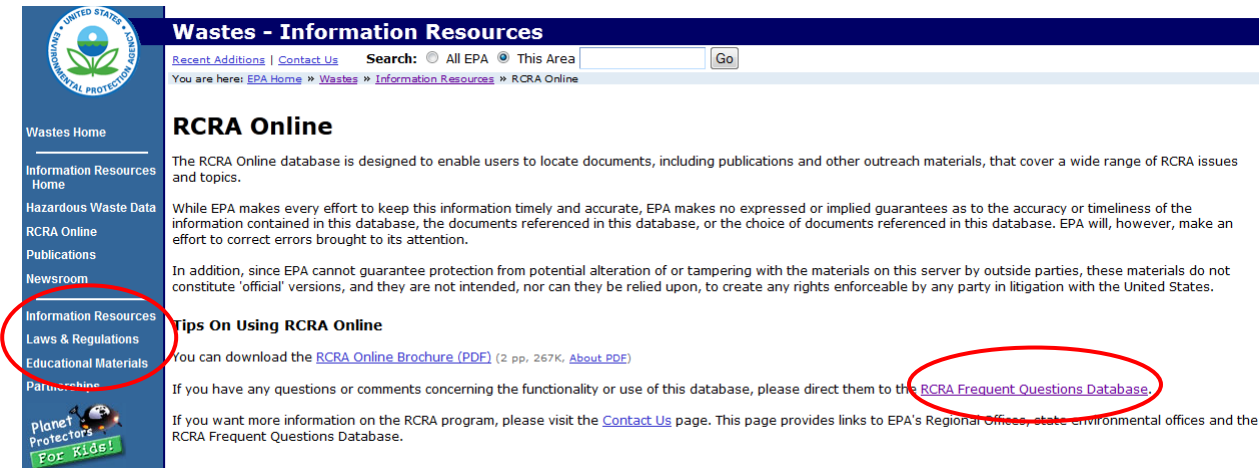 UNITED STATES
ENVIRONMENTAL PROTECTION AGENCY
Wastes - Information Resources
Recent Additions | Contact Us Search: All EPA This Area Go
You are here: EPA Home » Wastes » Information Resources » RCRA Online
Wastes Home
Information Resources
Home
Hazardous Waste Data
RCRA Online
Publications
Newsroom
Information Resources
Laws & Regulations
Educational Materials
Partnerships
Planet
Protectors
For Kids!
RCRA Online
The RCRA Online database is designed to enable users to locate documents, including publications and other outreach materials, that cover a wide range of RCRA issues
and topics.
While EPA makes every effort to keep this information timely and accurate, EPA makes no expressed or implied guarantees as to the accuracy or timeliness of the
information contained in this database, the documents referenced in this database, or the choice of documents referenced in this database. EPA will, however, make an
effort to correct errors brought to its attention.
In addition, since EPA cannot guarantee protection from potential alteration of or tampering with the materials on this server by outside parties, these materials do not
constitute 'official' versions, and they are not intended, nor can they be relied upon, to create any rights enforceable by any party in litigation with the United States.
Tips On Using RCRA Online
You can download the RCRA Online Brochure (PDF) (2 pp, 267K, About PDF)
If you have any questions or comments concerning the functionality or use of this database, please direct them to the RCRA Frequent Questions Database.
If you want more information on the RCRA program, please visit the Contact Us page. This page provides links to EPA's Regional Offices, state environmental offices and the
RCRA Frequent Questions Database.